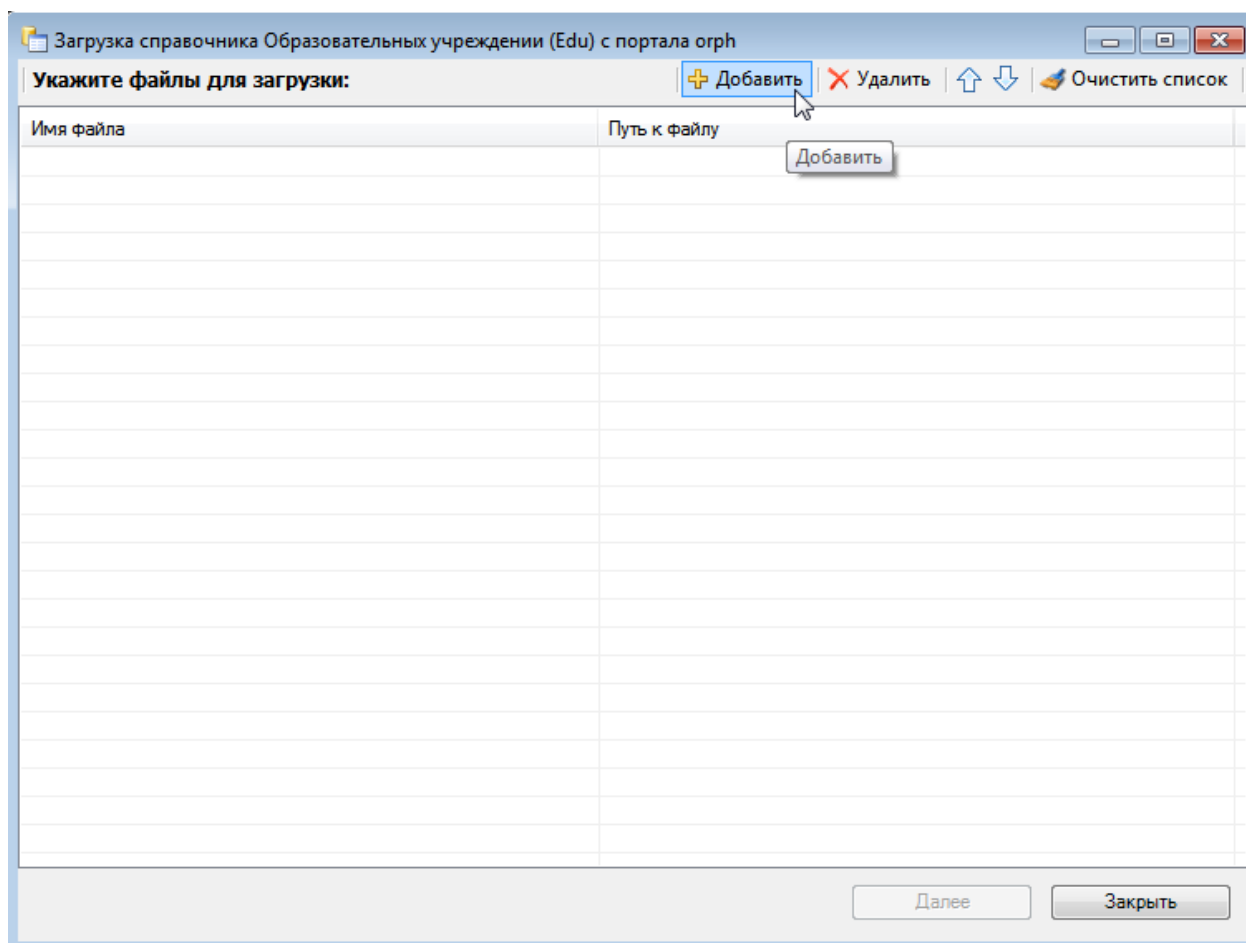 Загрузка справочника Образовательных учреждении (Edu) с портала orph
Укажите файлы для загрузки:
Добавить
Удалить
Очистить список
Имя файла
Путь к файлу
Добавить
Далее
Закрыть